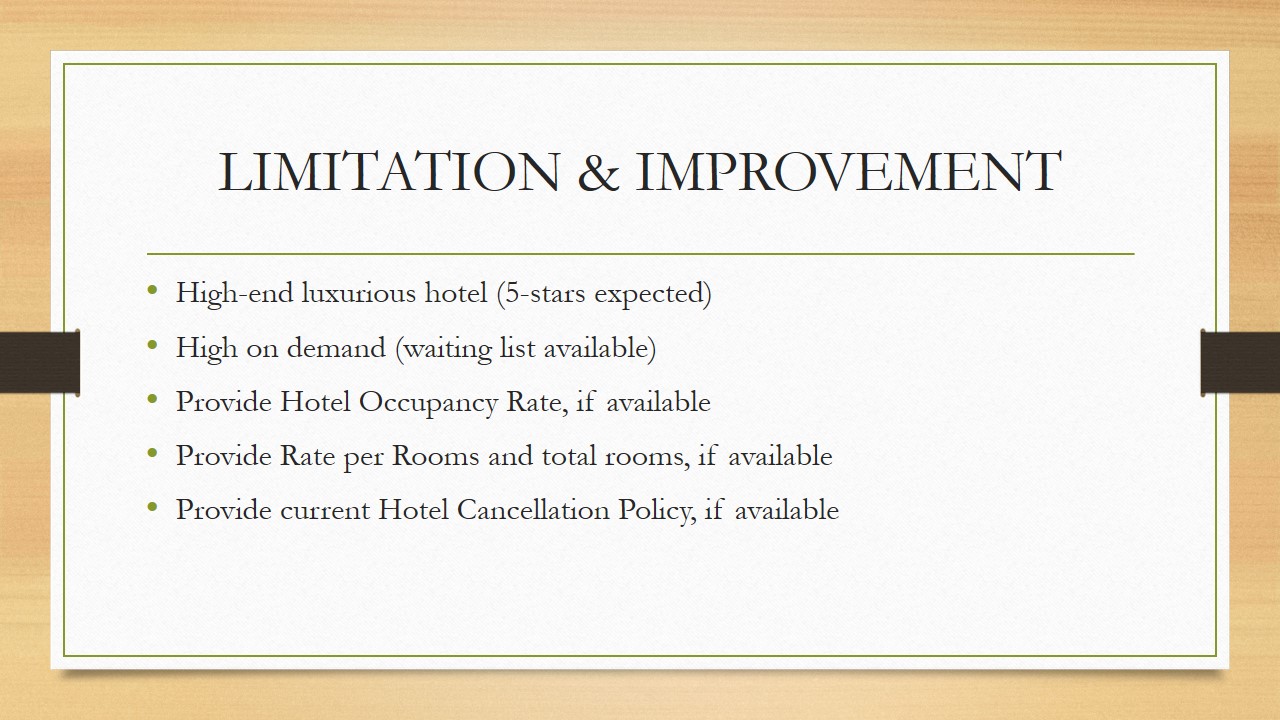 LIMITATION & IMPROVEMENT
• High-end luxurious hotel (5-stars expected)
• High on demand (waiting list available)
• Provide Hotel Occupancy Rate, if available
• Provide Rate per Rooms and total rooms, if available
• Provide current Hotel Cancellation Policy, if available